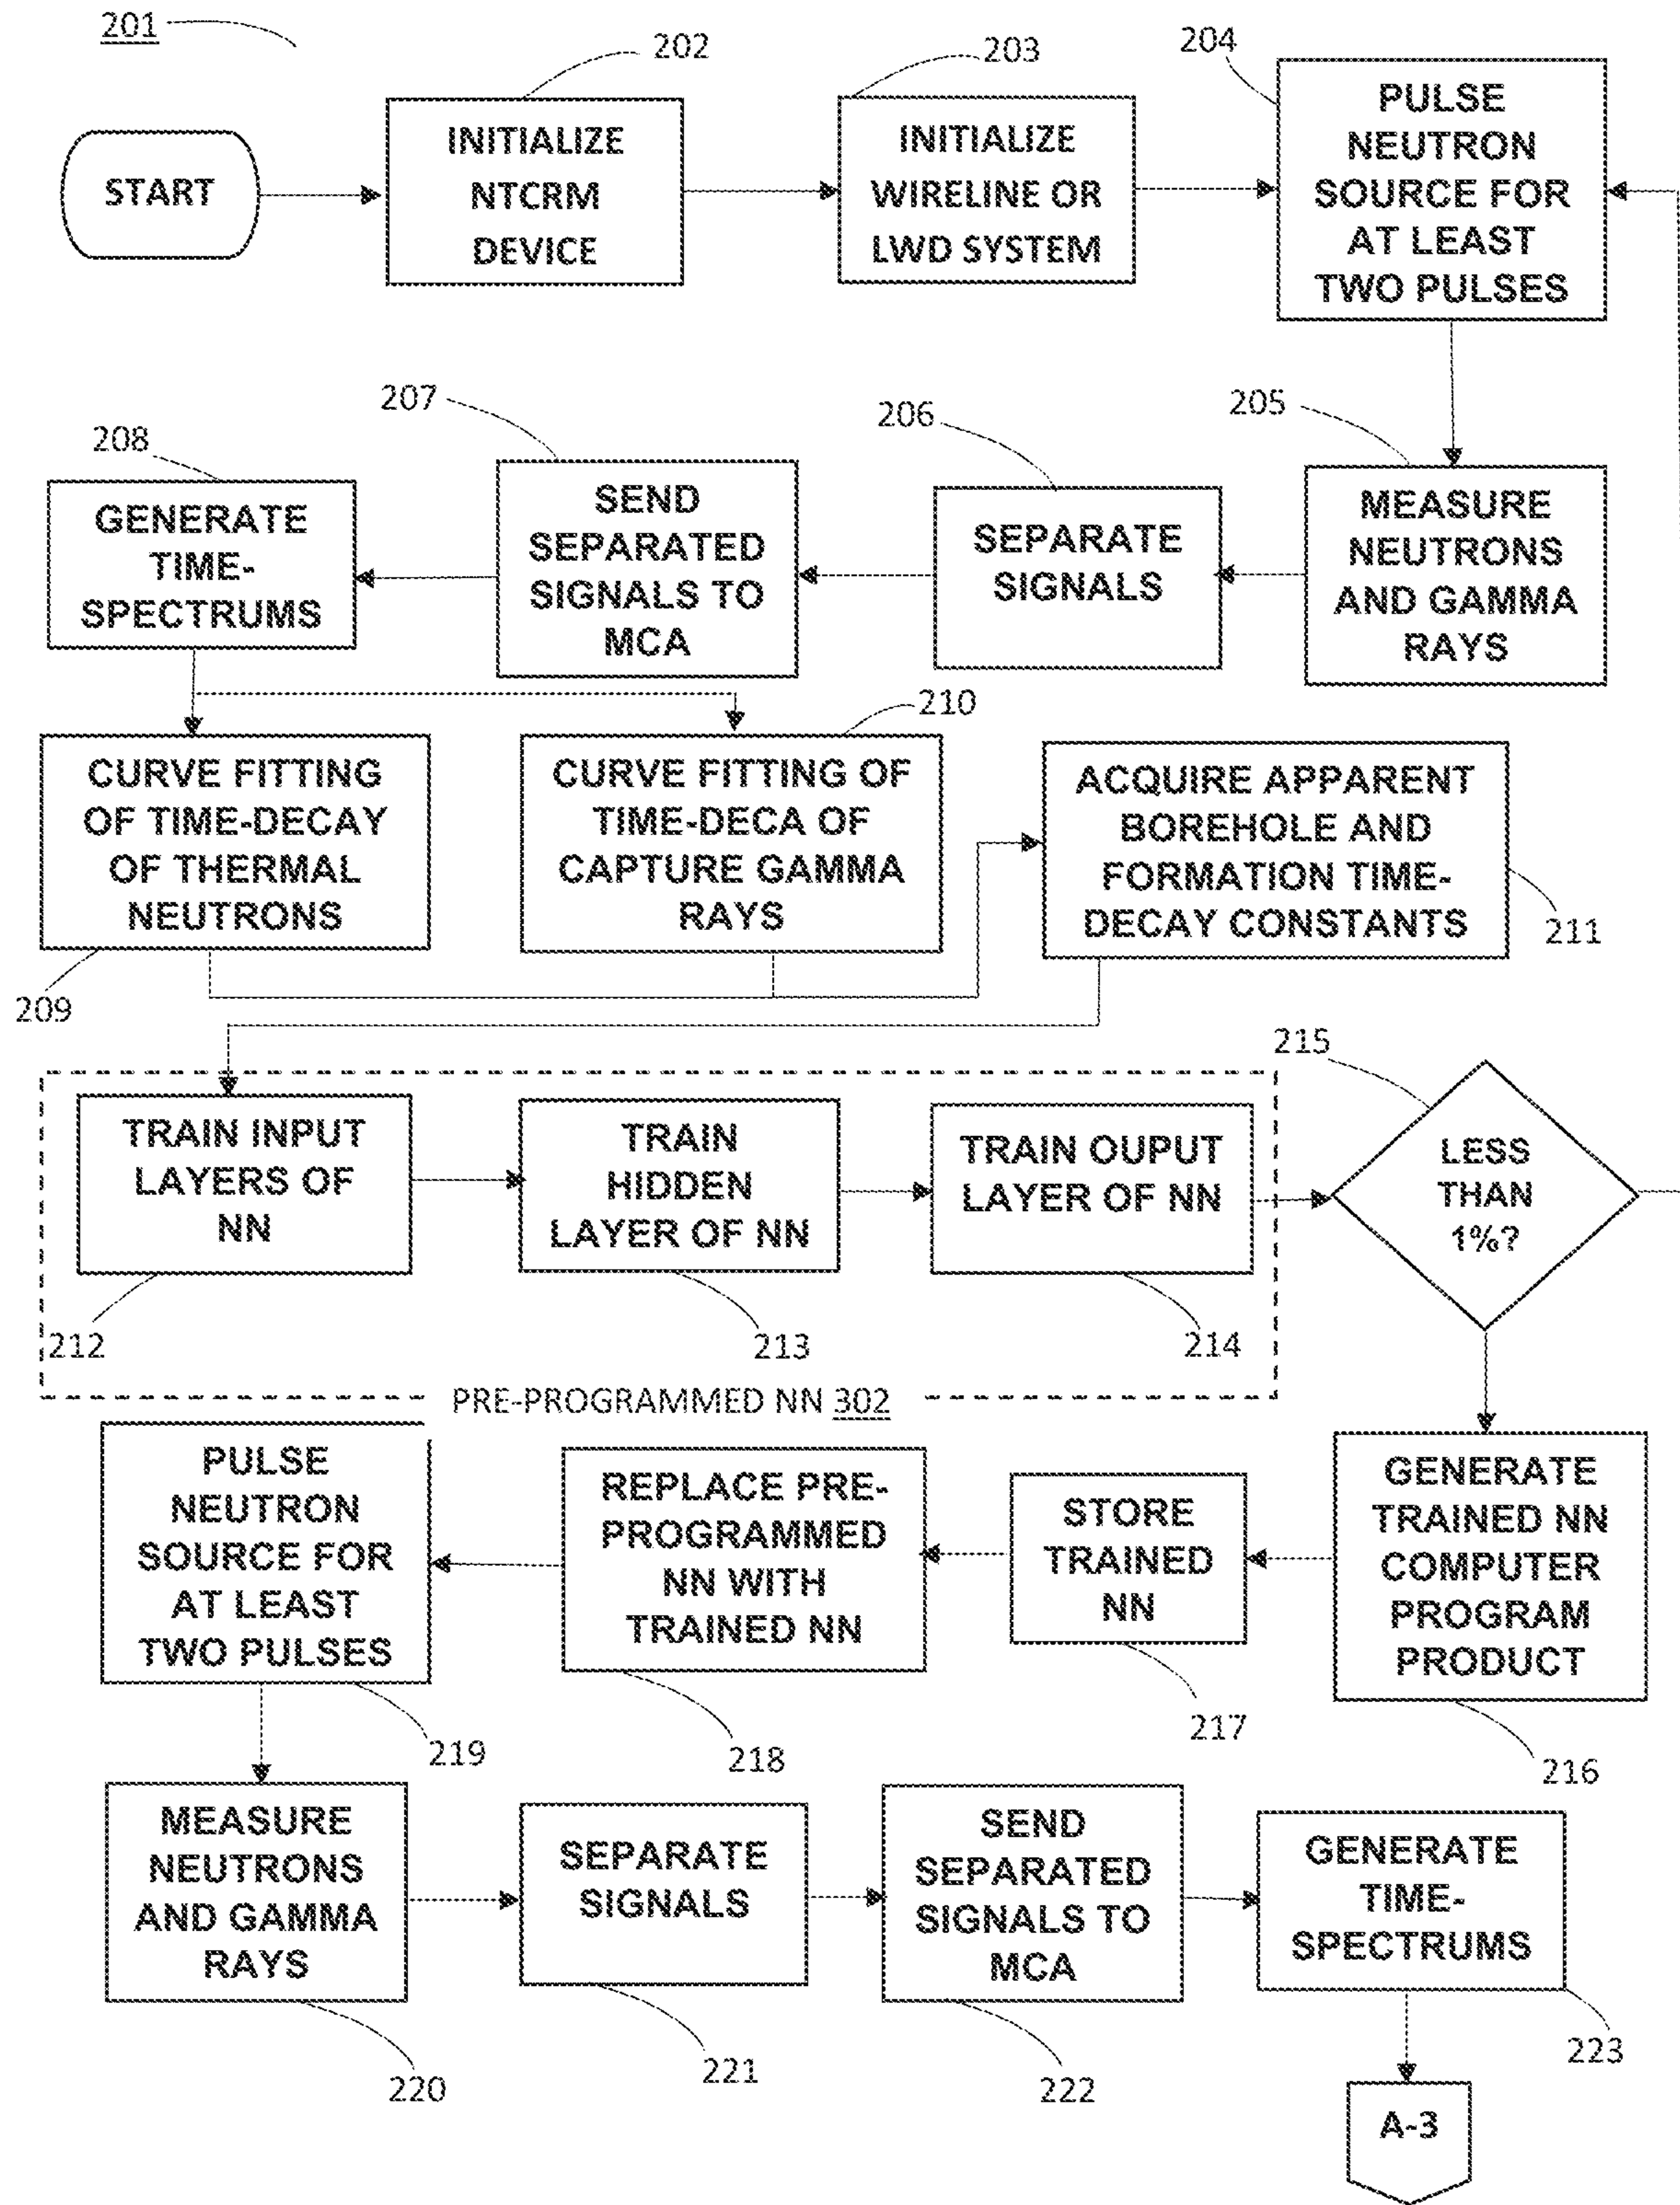 201
202
203
204
START
INITIALIZE
NTCRM
DEVICE
INITIALIZE
WIRELINE OR
LWD SYSTEM
PULSE
NEUTRON
SOURCE FOR
AT LEAST
TWO PULSES
208
207
206
205
GENERATE
TIME-
SPECTRUMS
SEND
SEPARATED
SIGNALS TO
MCA
SEPARATE
SIGNALS
MEASURE
NEUTRONS
AND GAMMA
RAYS
210
CURVE FITTING
OF TIME-DECAY
OF THERMAL
NEUTRONS
CURVE FITTING OF
TIME-DECA OF
CAPTURE GAMMA
RAYS
ACQUIRE APPARENT
BOREHOLE AND
FORMATION TIME-
DECAY CONSTANTS
209
211
215
TRAIN INPUT
LAYERS OF
NN
TRAIN
HIDDEN
LAYER OF NN
TRAIN OUPUT
LAYER OF NN
LESS
THAN
1%?
212
213
214
PRE-PROGRAMMED NN 302
PULSE
NEUTRON
SOURCE FOR
AT LEAST
TWO PULSES
REPLACE PRE-
PROGRAMMED
NN WITH
TRAINED NN
STORE
TRAINED
NN
GENERATE
TRAINED NN
COMPUTER
PROGRAM
PRODUCT
219
218
217
216
MEASURE
NEUTRONS
AND GAMMA
RAYS
SEPARATE
SIGNALS
SEND
SEPARATED
SIGNALS TO
MCA
GENERATE
TIME-
SPECTRUMS
220
221
222
223
A-3